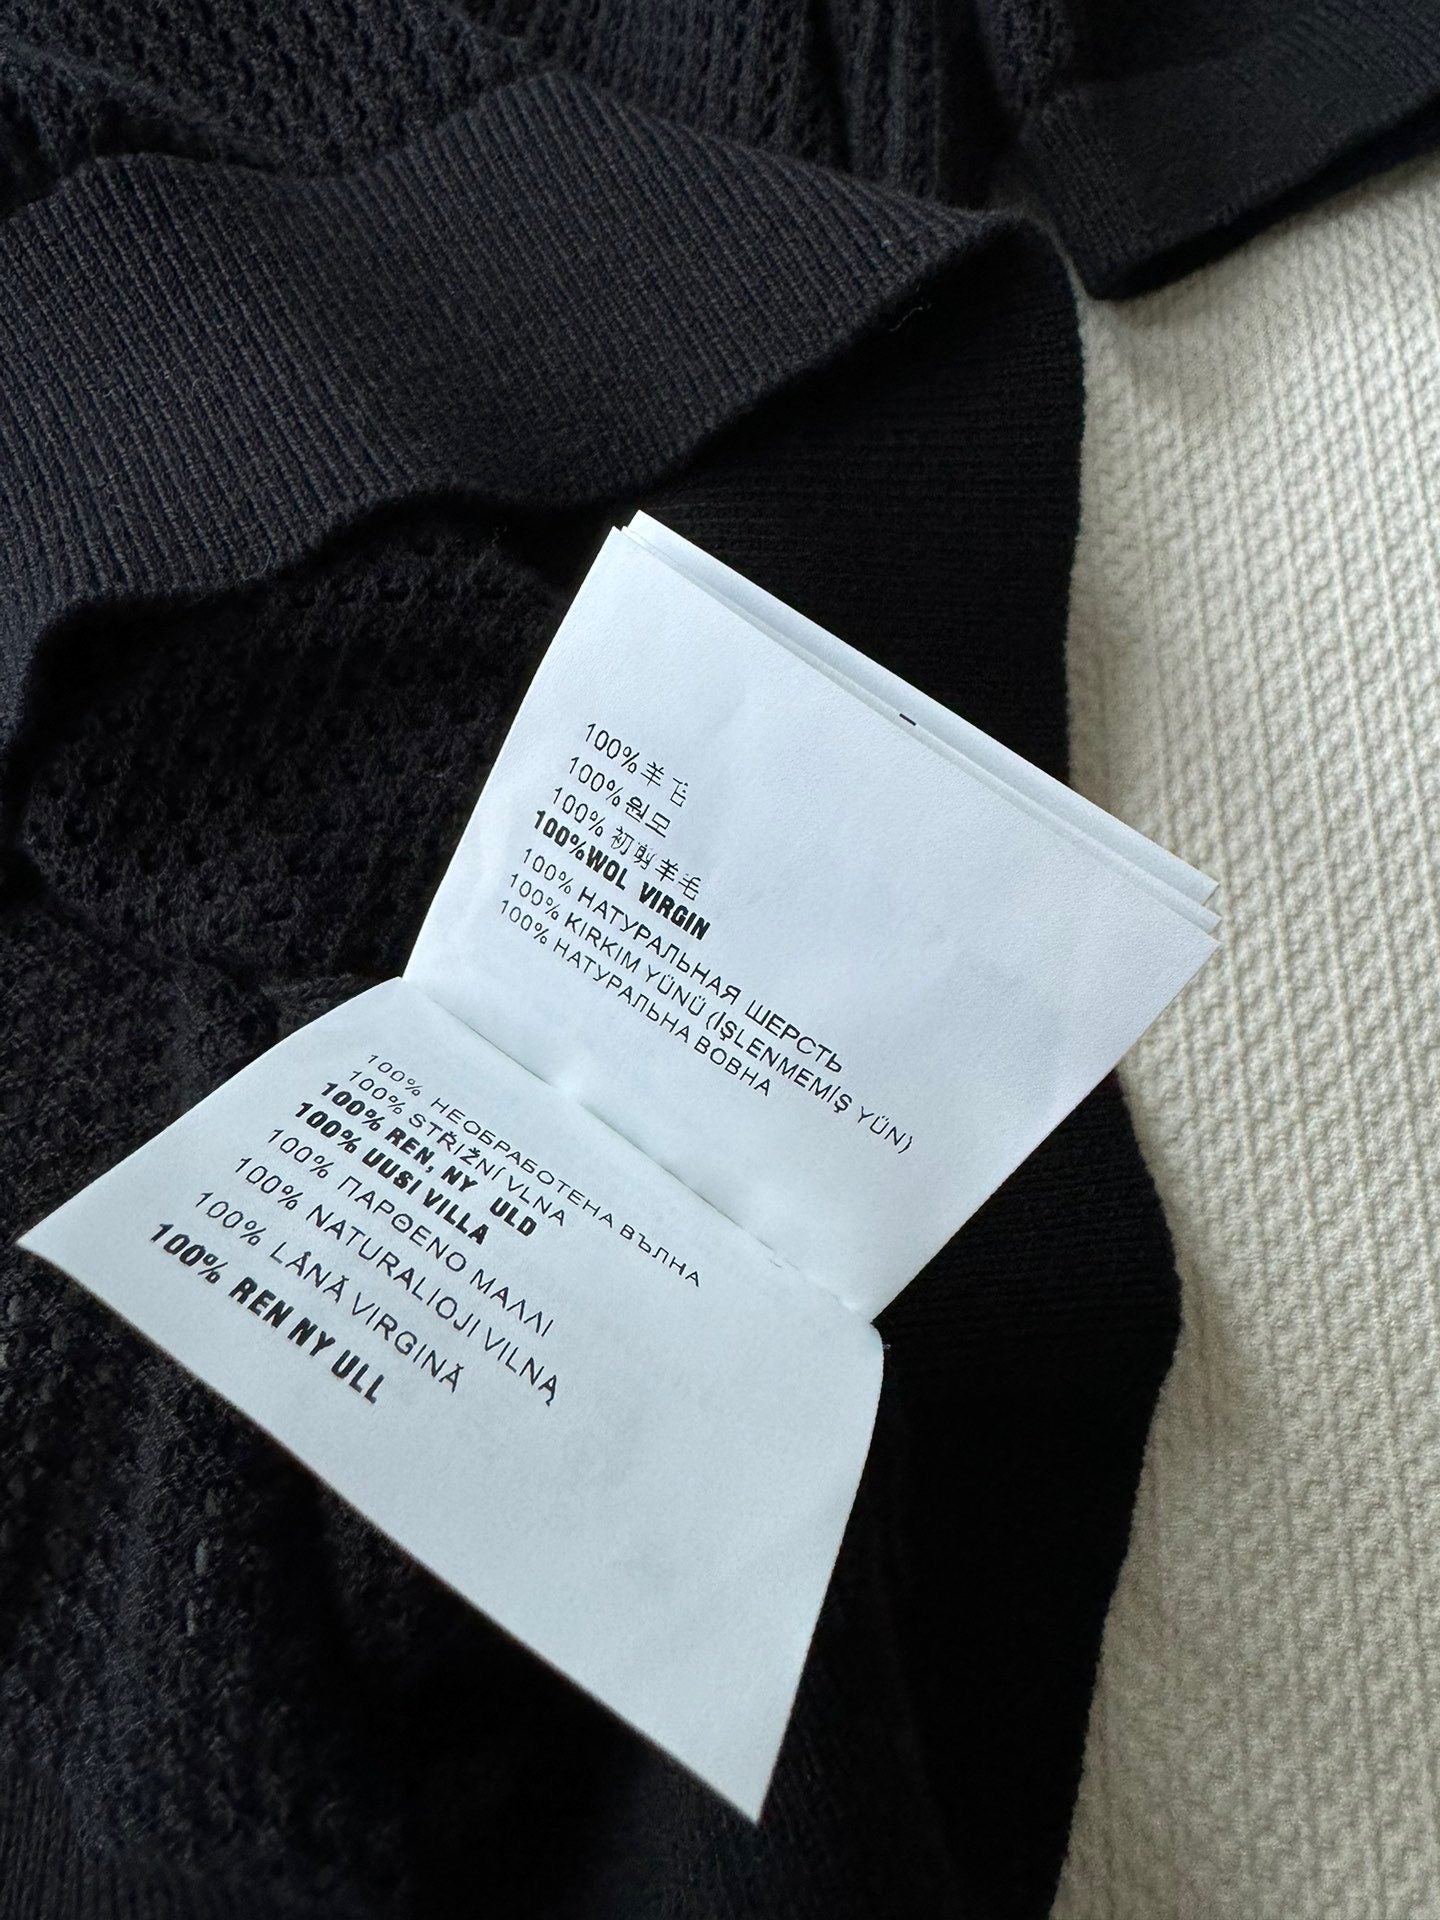 100%羊毛
100%원모
100% 初剪羊毛
100%WOL VIRGIN
100% НАТУРАЛЬНАЯ ШЕРСТЬ
100% KIRKIM YÜNÜ (İŞLENMEMİŞ YÜN)
100% НАТУРАЛЬНА ВОВНА
100% НЕОБРАБОТЕНА ВЪЛНА
100% STŘIŽNÍ VLNA
100% REN, NY ULD
100% UUSI VILLA
100% ΠΑΡΘΕΝΟ ΜΑΛΛΙ
100% NATURALIOJI VILNĄ
100% LÂNĂ VIRGINĂ
100% REN NY ULL